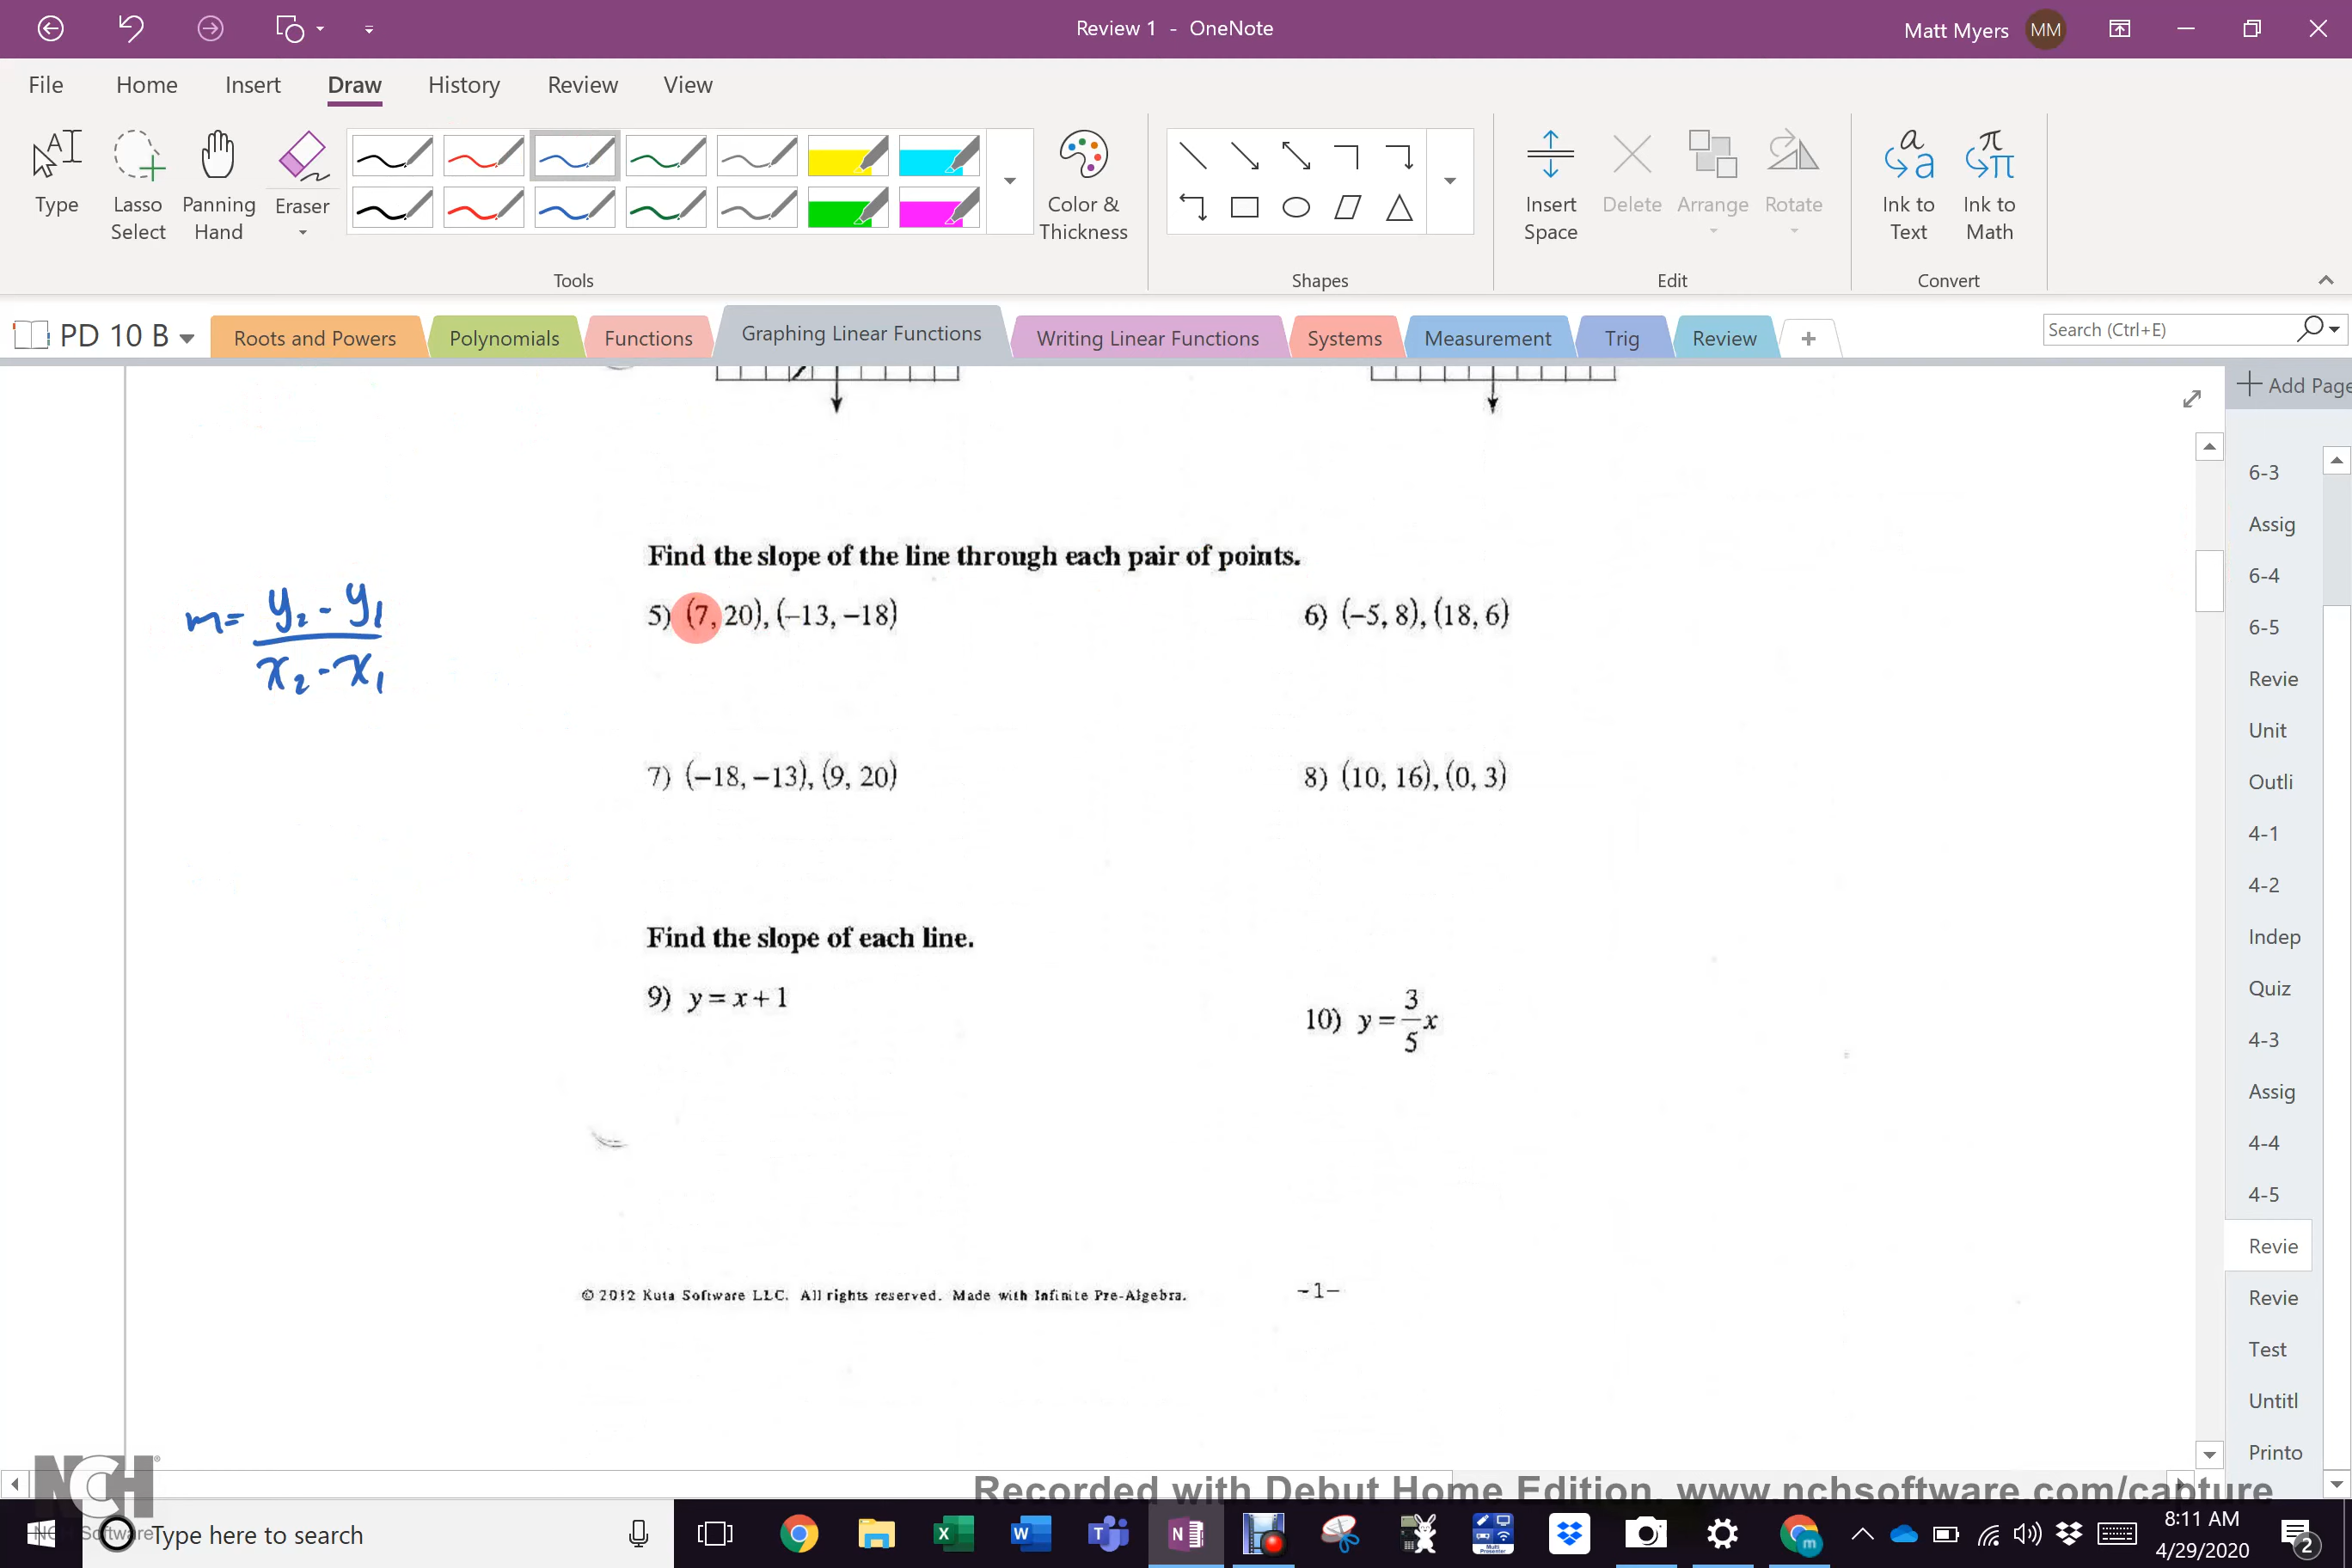 Review 1 - OneNote
Matt Myers MM
File Home Insert Draw History Review View
Type
Lasso Select
Panning Hand
Eraser
Color & Thickness
Insert Space
Delete
Arrange
Rotate
Ink to Text
Ink to Math
Tools Shapes Edit Convert
PD 10 B Roots and Powers Polynomials Functions Graphing Linear Functions Writing Linear Functions Systems Measurement Trig Review + Search (Ctrl+E)
Add Page
m = y₂ - y₁ / x₂ - x₁
Find the slope of the line through each pair of points.
5) (7, 20), (−13, −18)
6) (−5, 8), (18, 6)
7) (−18, −13), (9, 20)
8) (10, 16), (0, 3)
Find the slope of each line.
9) y = x + 1
10) y = 3/5 x
© 2012 Kuta Software LLC. All rights reserved. Made with Infinite Pre-Algebra.
-1-
6-3
Assig
6-4
6-5
Revie
Unit
Outli
4-1
4-2
Indep
Quiz
4-3
Assig
4-4
4-5
Revie
Revie
Test
Untitl
Printo
NCH
NCH Software
Recorded with Debut Home Edition. www.nchsoftware.com/capture
Type here to search
8:11 AM
4/29/2020
2